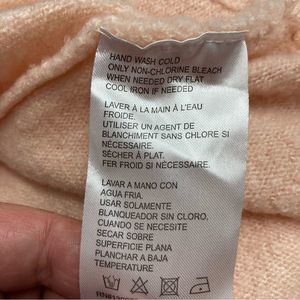 HAND WASH COLD
ONLY NON-CHLORINE BLEACH
WHEN NEEDED DRY FLAT
COOL IRON IF NEEDED
LAVER À LA MAIN À L'EAU
FROIDE.
UTILISER UN AGENT DE
BLANCHIMENT SANS CHLORE SI
NÉCESSAIRE.
SÉCHER À PLAT.
FER FROID SI NÉCESSAIRE.
LAVAR A MANO CON
AGUA FRIA.
USAR SOLAMENTE
BLANQUEADOR SIN CLORO,
CUANDO SE NECESITE
SECAR SOBRE
SUPERFICIE PLANA
PLANCHAR A BAJA
TEMPERATURE